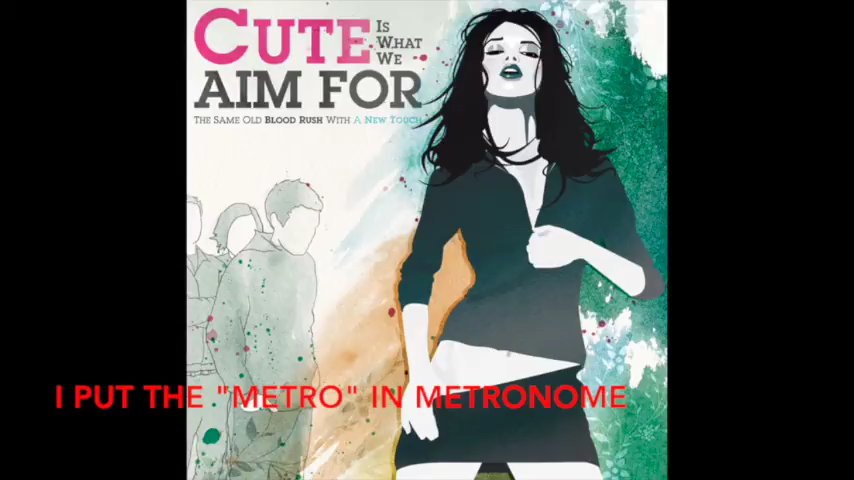 CUTE IS WHAT WE
AIM FOR
THE SAME OLD BLOOD RUSH WITH A NEW TOUCH
I PUT THE "METRO" IN METRONOME